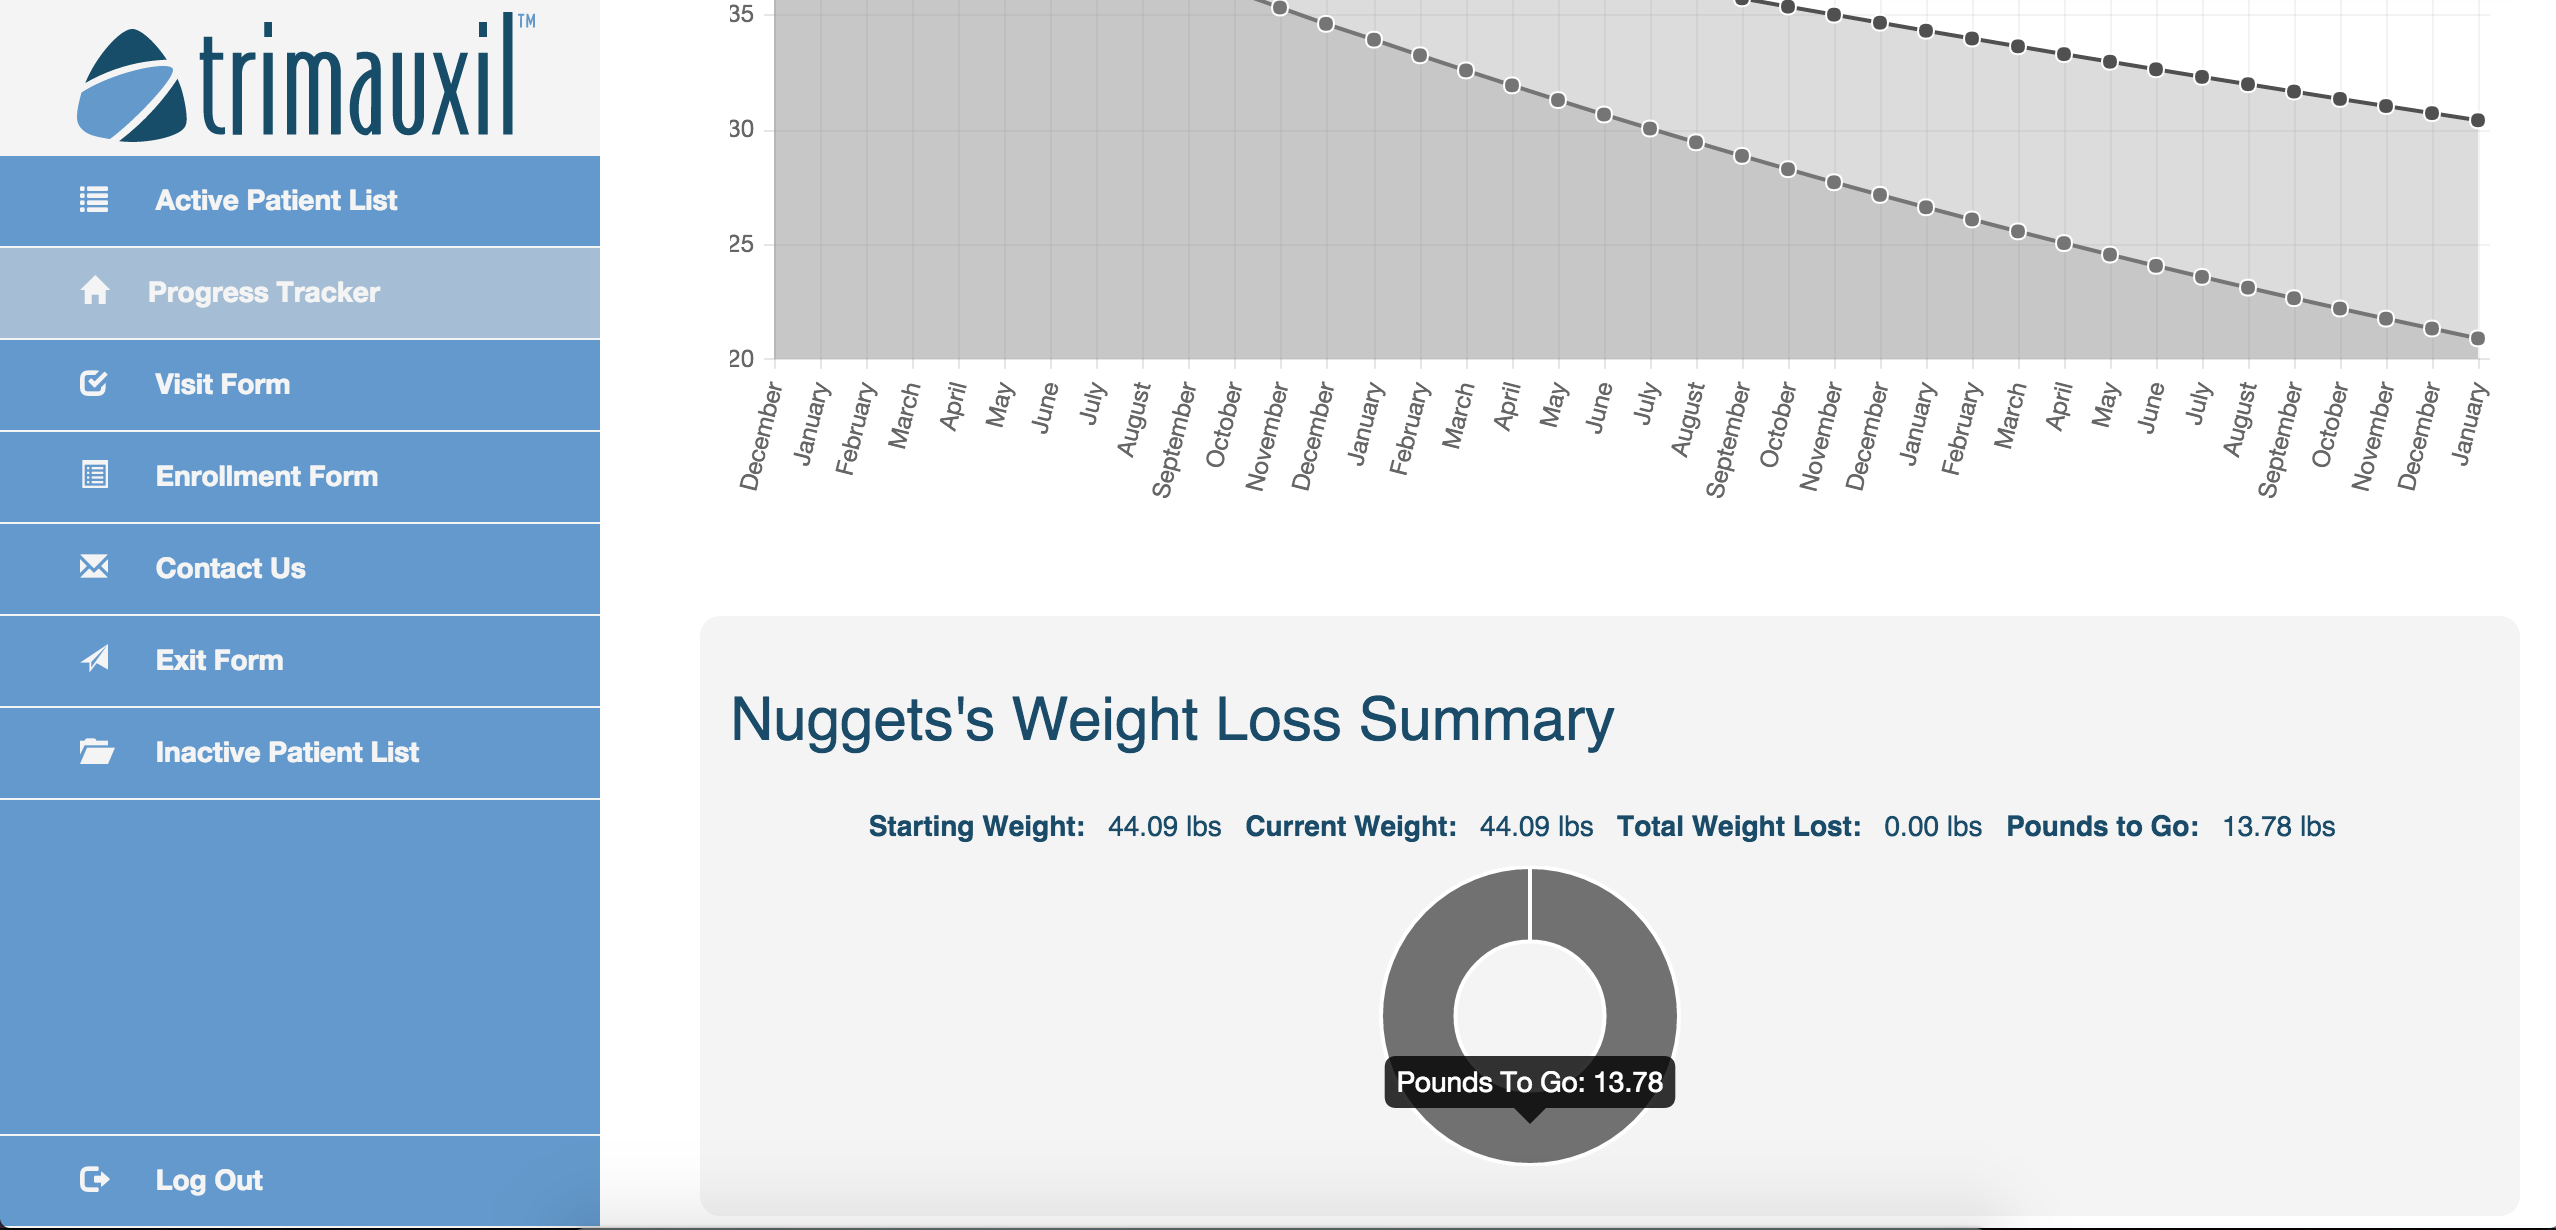 trimauxil™
Active Patient List
Progress Tracker
Visit Form
Enrollment Form
Contact Us
Exit Form
Inactive Patient List
Log Out
35
30
25
20
December January February March April May June July August September October November December January February March April May June July August September October November December January February March April May June July August September October November December January
Nuggets's Weight Loss Summary
Starting Weight: 44.09 lbs Current Weight: 44.09 lbs Total Weight Lost: 0.00 lbs Pounds to Go: 13.78 lbs
Pounds To Go: 13.78